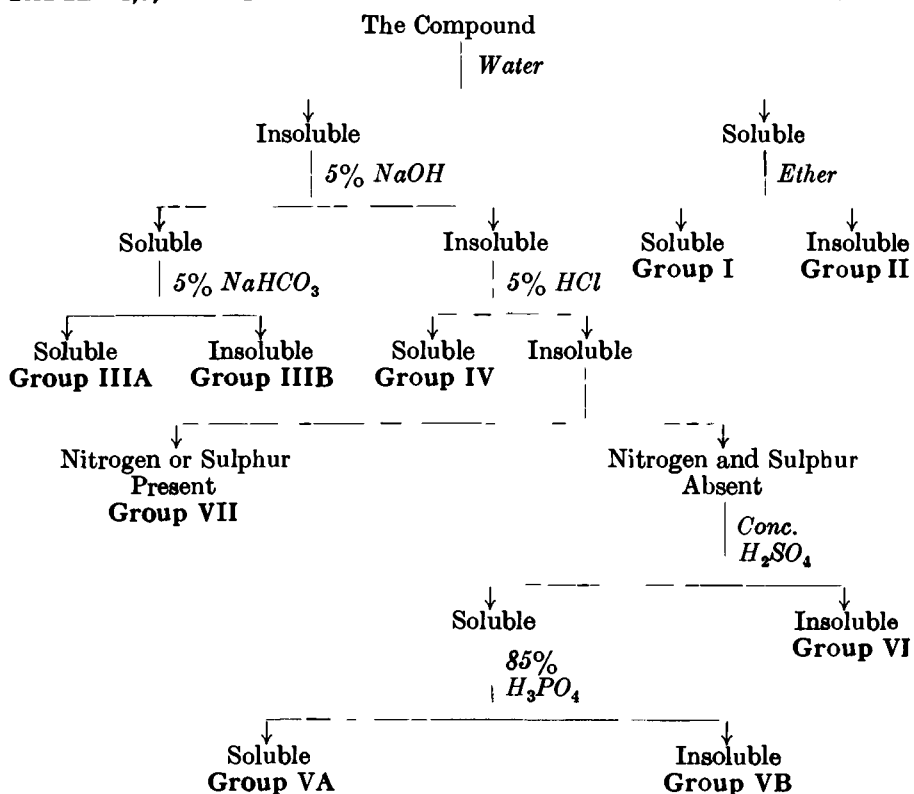 The Compound
Water
Insoluble Soluble
5% NaOH Ether
Soluble Insoluble Soluble Insoluble
Group I Group II
5% NaHCO₃ 5% HCl
Soluble Insoluble Soluble Insoluble
Group IIIA Group IIIB Group IV
Nitrogen or Sulphur Nitrogen and Sulphur
Present Absent
Group VII
Conc.
H₂SO₄
Soluble Insoluble
Group VI
85%
H₃PO₄
Soluble Insoluble
Group VA Group VB